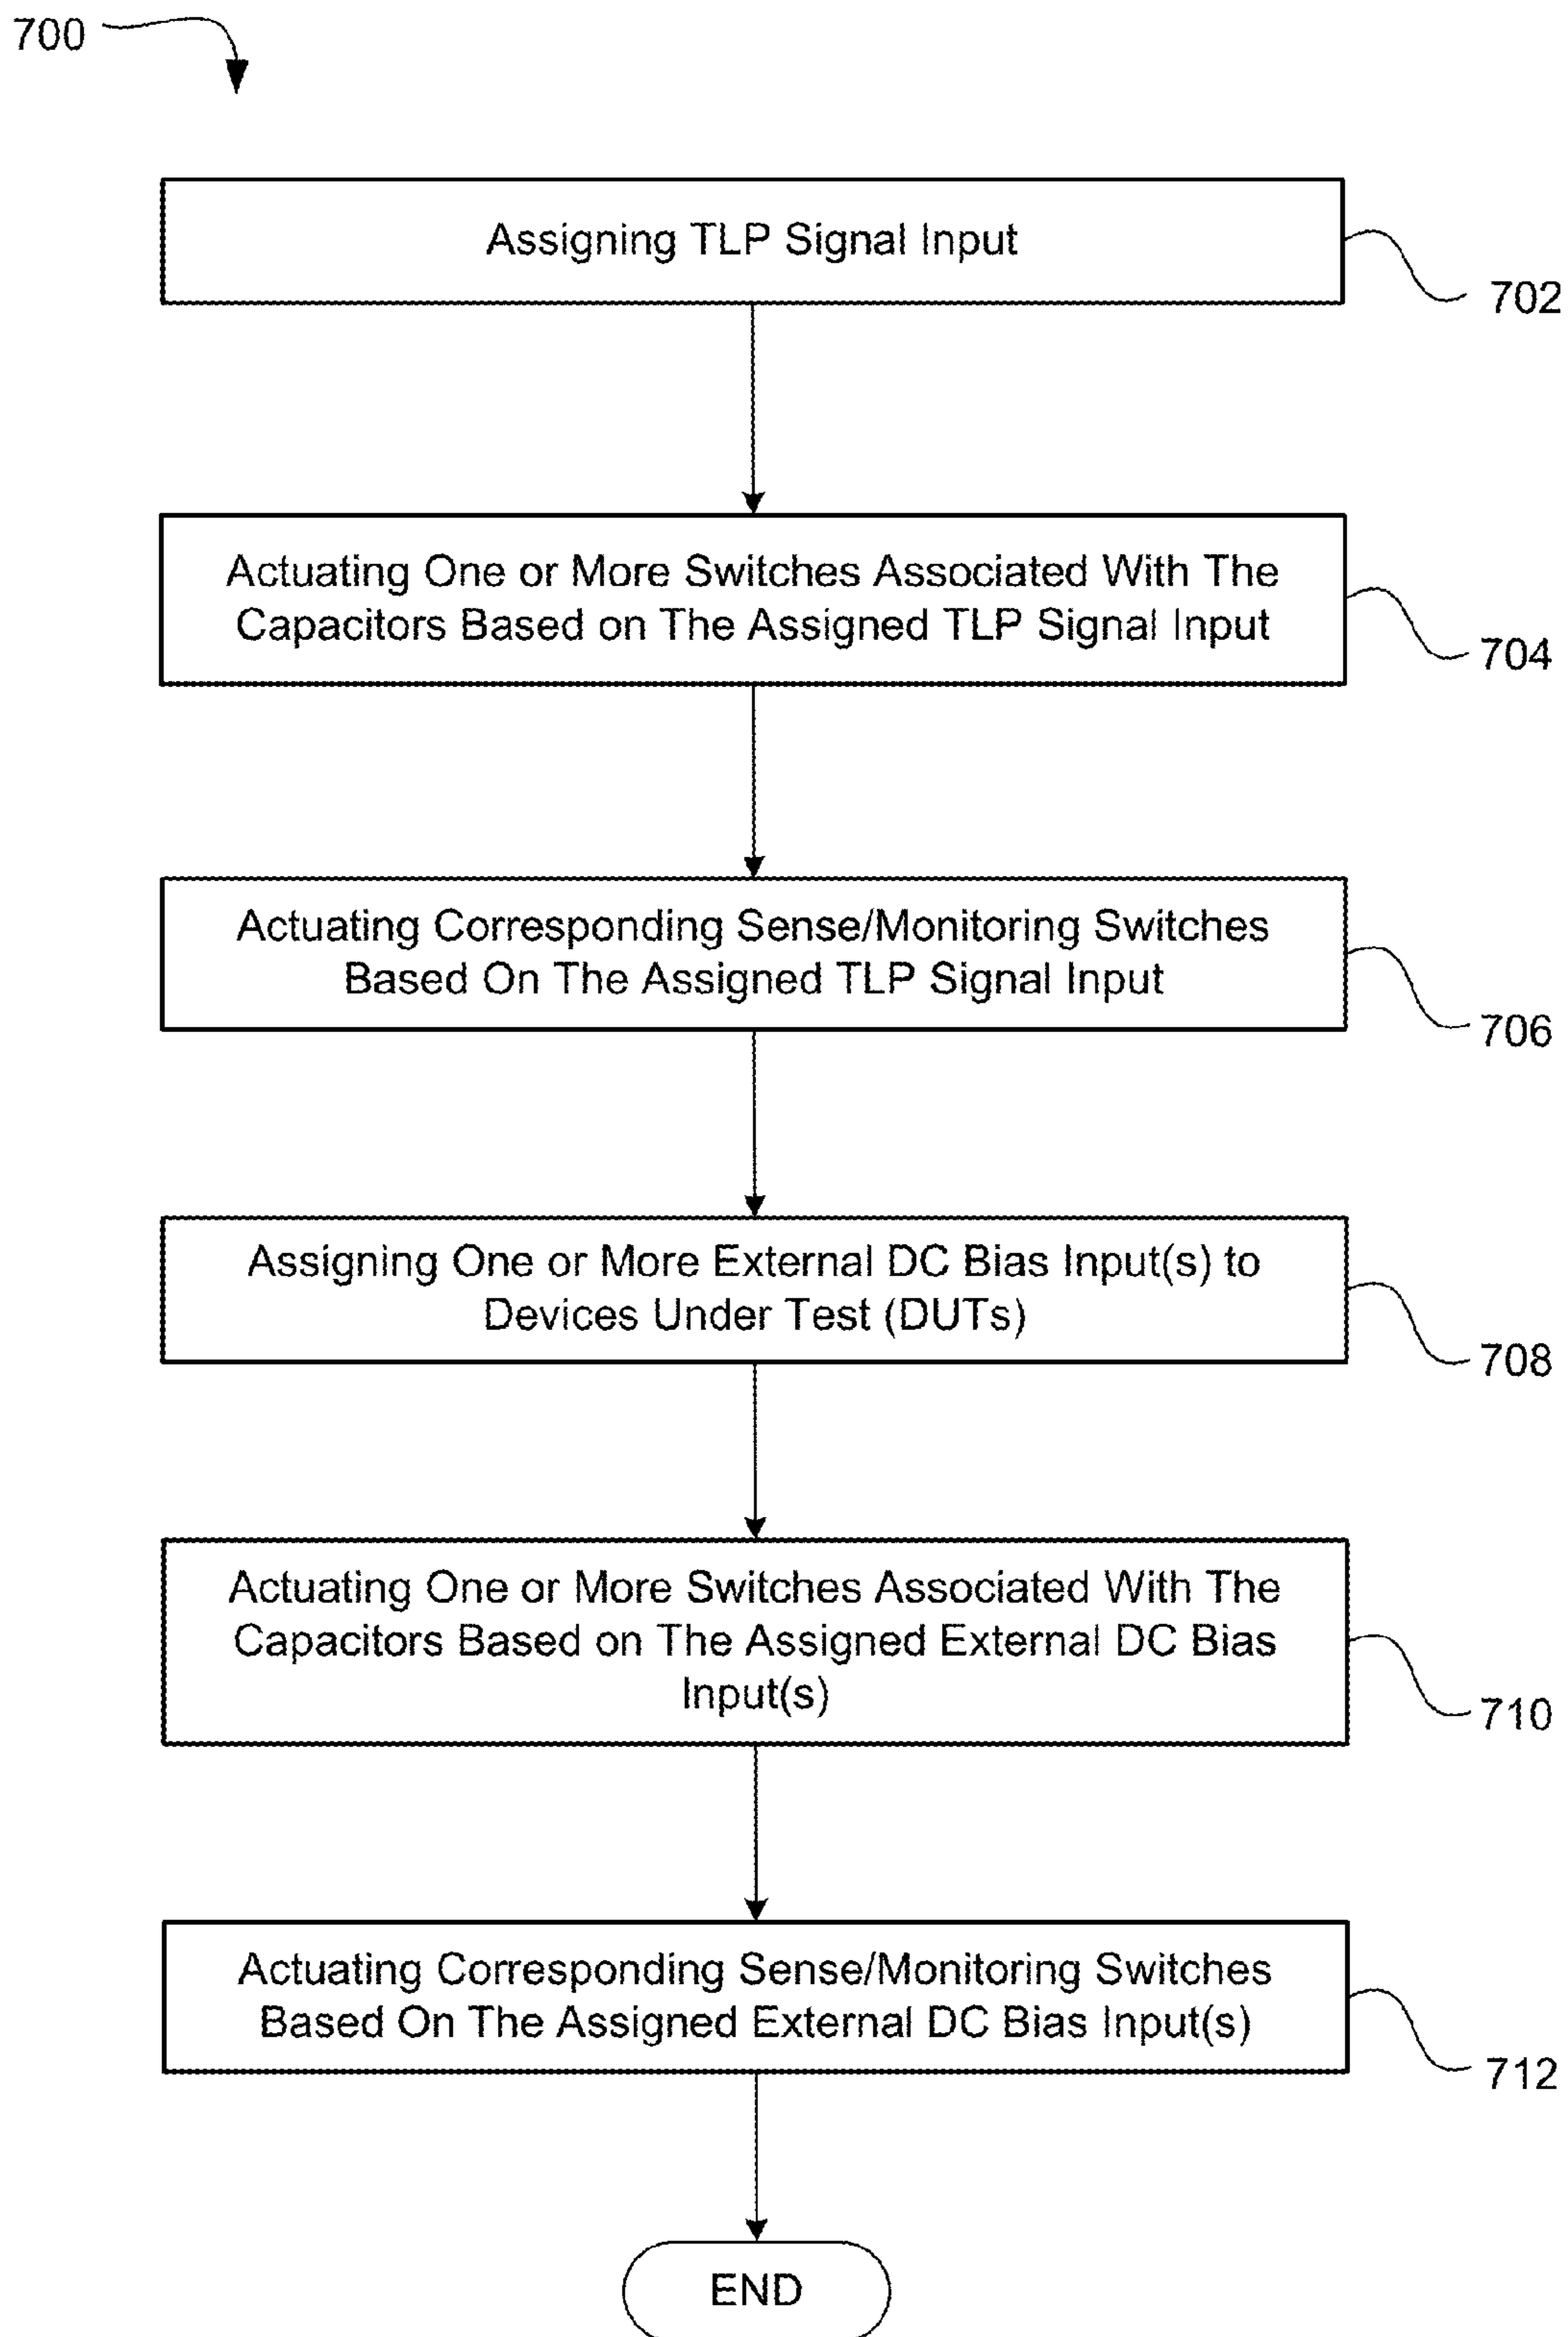 700
Assigning TLP Signal Input
702
Actuating One or More Switches Associated With The
Capacitors Based on The Assigned TLP Signal Input
704
Actuating Corresponding Sense/Monitoring Switches
Based On The Assigned TLP Signal Input
706
Assigning One or More External DC Bias Input(s) to
Devices Under Test (DUTs)
708
Actuating One or More Switches Associated With The
Capacitors Based on The Assigned External DC Bias
Input(s)
710
Actuating Corresponding Sense/Monitoring Switches
Based On The Assigned External DC Bias Input(s)
712
END